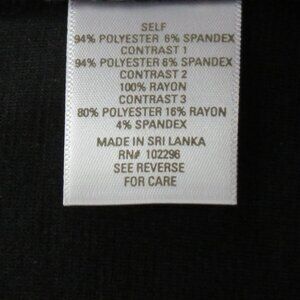 SELF
94% POLYESTER 6% SPANDEX
CONTRAST 1
94% POLYESTER 6% SPANDEX
CONTRAST 2
100% RAYON
CONTRAST 3
80% POLYESTER 16% RAYON
4% SPANDEX
MADE IN SRI LANKA
RN# 102296
SEE REVERSE
FOR CARE